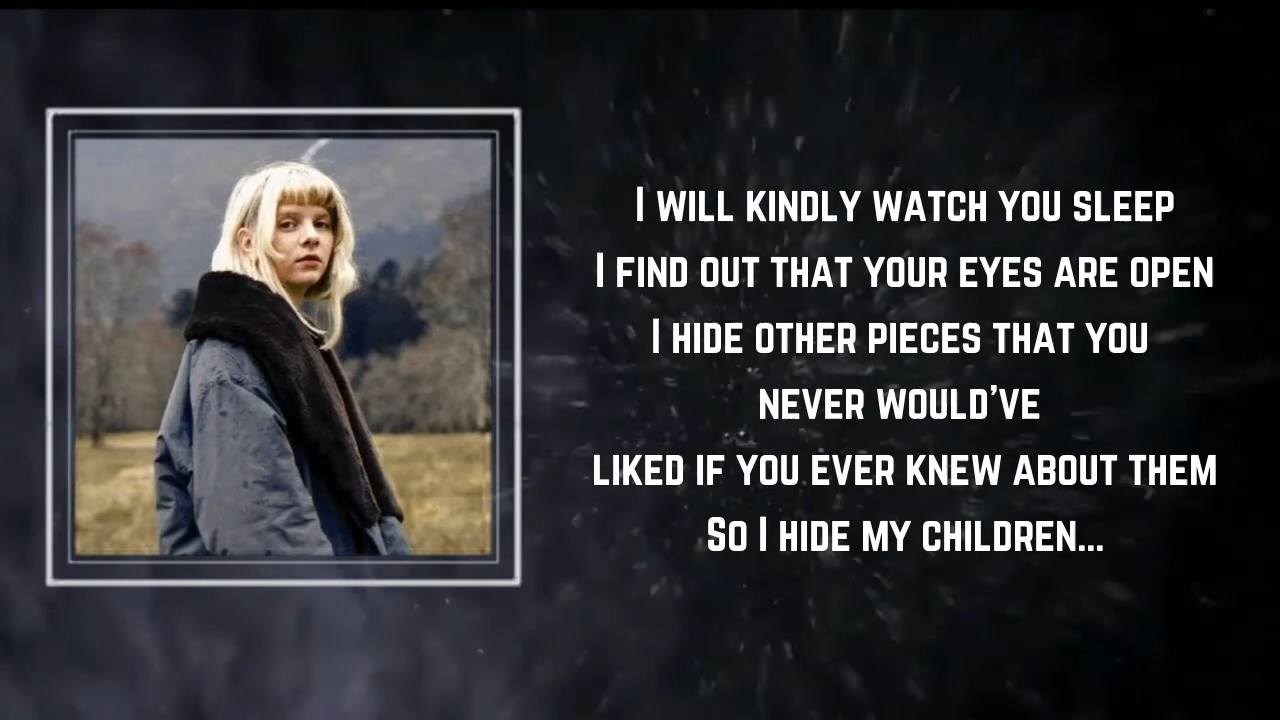 I will kindly watch you sleep
I find out that your eyes are open
I hide other pieces that you
never would've
liked if you ever knew about them
So I hide my children...